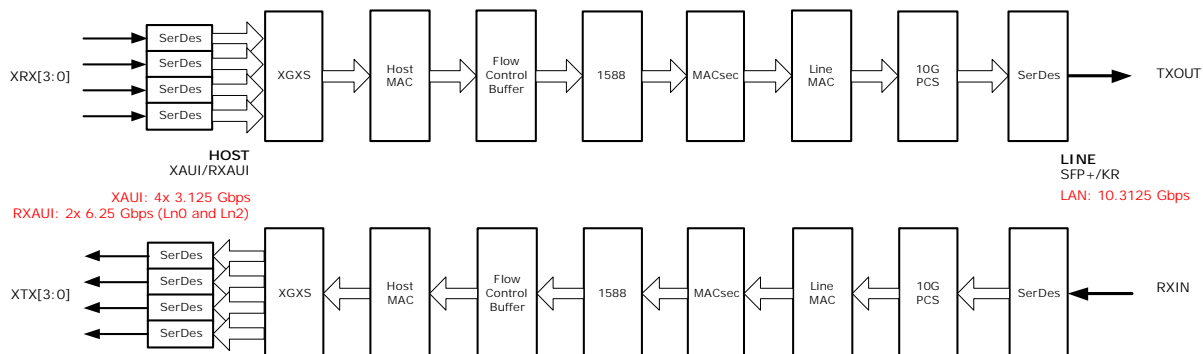 SerDes
SerDes
SerDes
SerDes
XRX[3:0]
XGXS
Host
MAC
Flow
Control
Buffer
1588
MACsec
Line
MAC
10G
PCS
SerDes
TXOUT
HOST
XAUI/RXAUI
XAUI: 4x 3.125 Gbps
RXAUI: 2x 6.25 Gbps (Ln0 and Ln2)
LINE
SFP+/KR
LAN: 10.3125 Gbps
SerDes
SerDes
SerDes
SerDes
XTX[3:0]
XGXS
Host
MAC
Flow
Control
Buffer
1588
MACsec
Line
MAC
10G
PCS
SerDes
RXIN